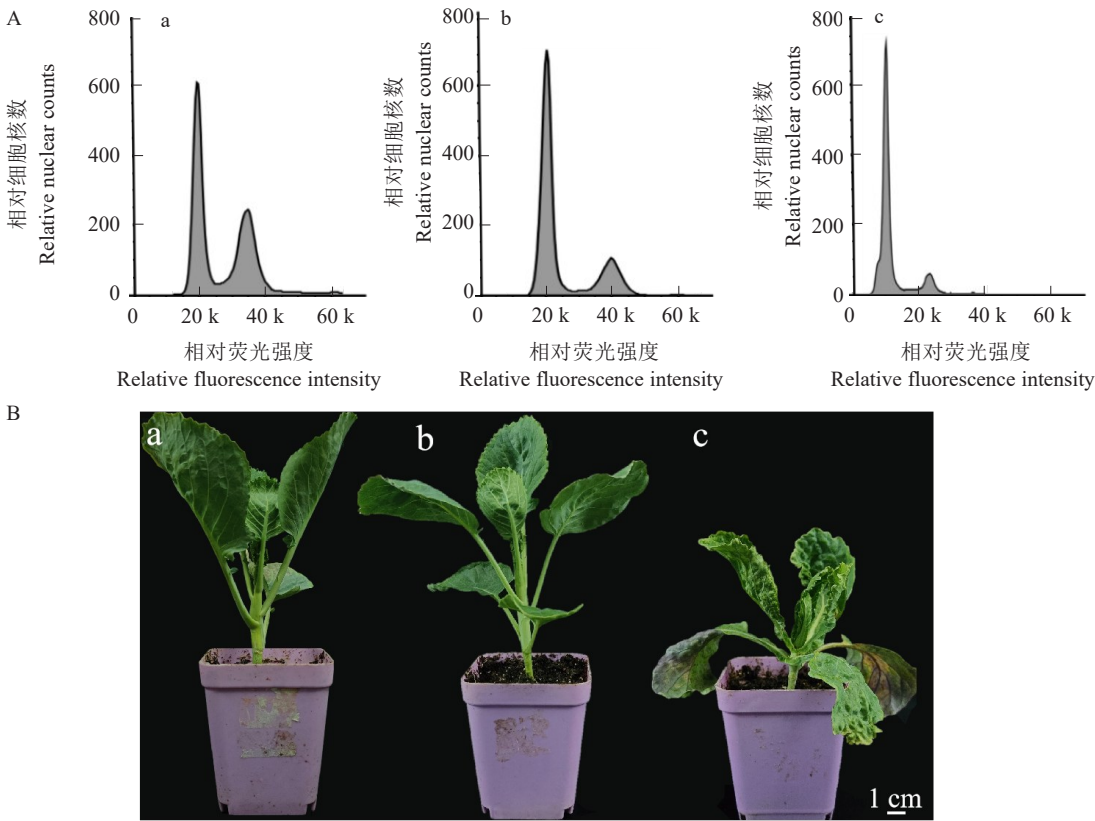 A
a
800
600
400
200
0
0 20 k 40 k 60 k
相对细胞核数
Relative nuclear counts
相对荧光强度
Relative fluorescence intensity
b
800
600
400
200
0
0 20 k 40 k 60 k
相对细胞核数
Relative nuclear counts
相对荧光强度
Relative fluorescence intensity
c
800
600
400
200
0
0 20 k 40 k 60 k
相对细胞核数
Relative nuclear counts
相对荧光强度
Relative fluorescence intensity
B
a b c
1 cm